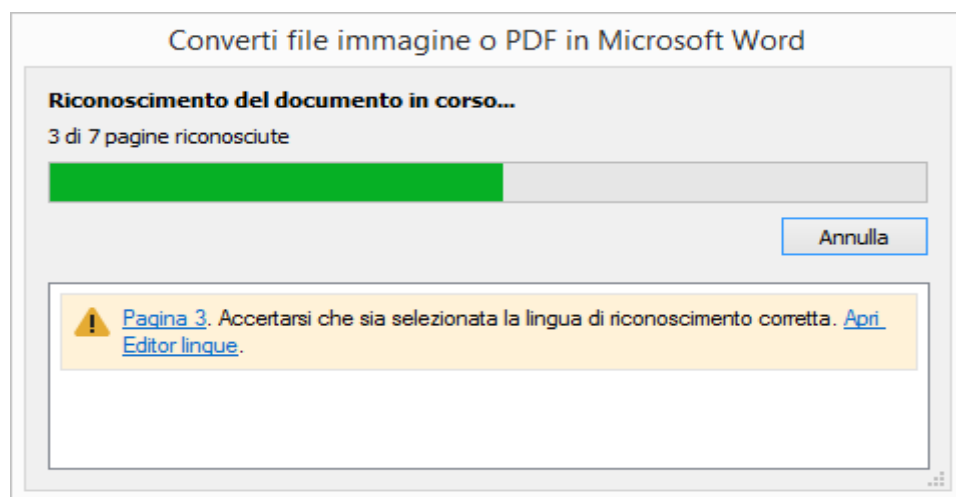 Converti file immagine o PDF in Microsoft Word
Riconoscimento del documento in corso...
3 di 7 pagine riconosciute
Annulla
Pagina 3. Accertarsi che sia selezionata la lingua di riconoscimento corretta. Apri
Editor lingue.